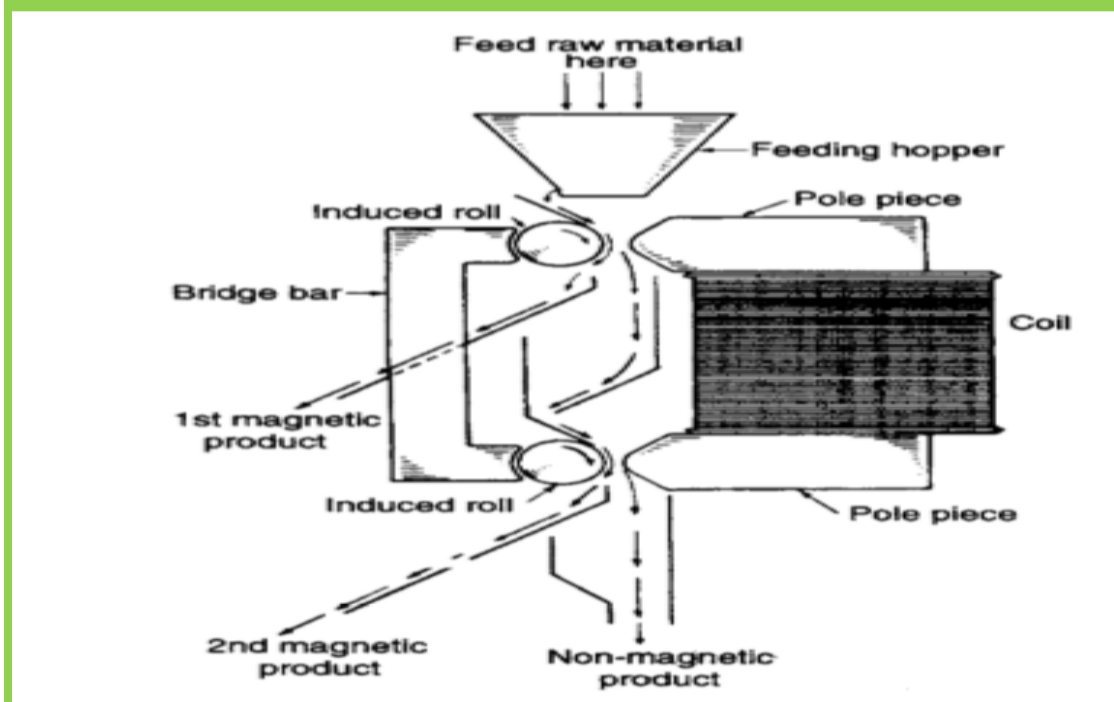 Feed raw material
here
Feeding hopper
Pole piece
Induced roll
Bridge bar
Coil
1st magnetic
product
Induced roll
Pole piece
2nd magnetic
product
Non-magnetic
product